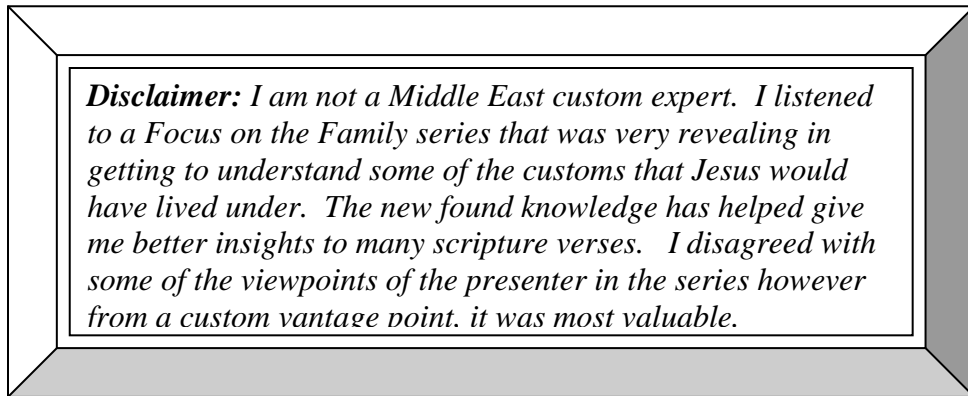 Disclaimer: I am not a Middle East custom expert.  I listened
to a Focus on the Family series that was very revealing in
getting to understand some of the customs that Jesus would
have lived under.  The new found knowledge has helped give
me better insights to many scripture verses.   I disagreed with
some of the viewpoints of the presenter in the series however
from a custom vantage point, it was most valuable.